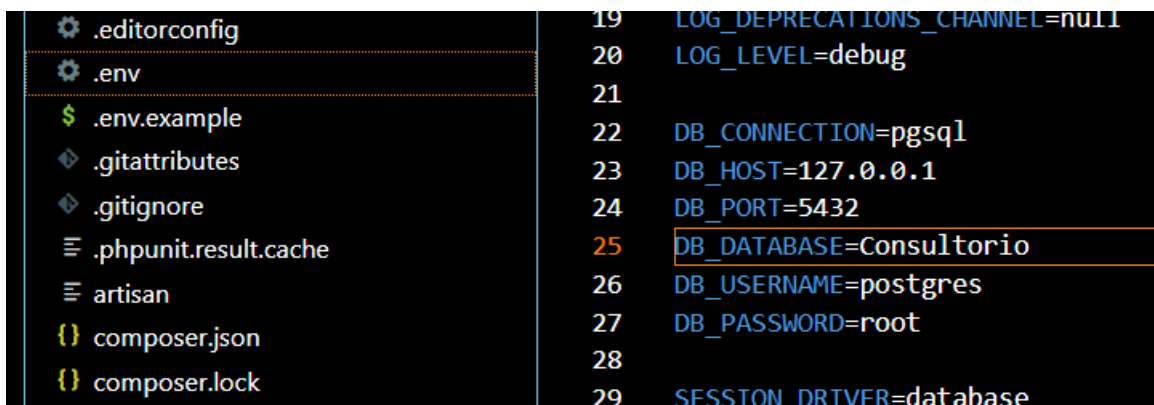 .editorconfig
.env
.env.example
.gitattributes
.gitignore
.phpunit.result.cache
artisan
composer.json
composer.lock
19 LOG_DEPRECATIONS_CHANNEL=null
20 LOG_LEVEL=debug
21
22 DB_CONNECTION=pgsql
23 DB_HOST=127.0.0.1
24 DB_PORT=5432
25 DB_DATABASE=Consultorio
26 DB_USERNAME=postgres
27 DB_PASSWORD=root
28
29 SESSION_DRIVER=database